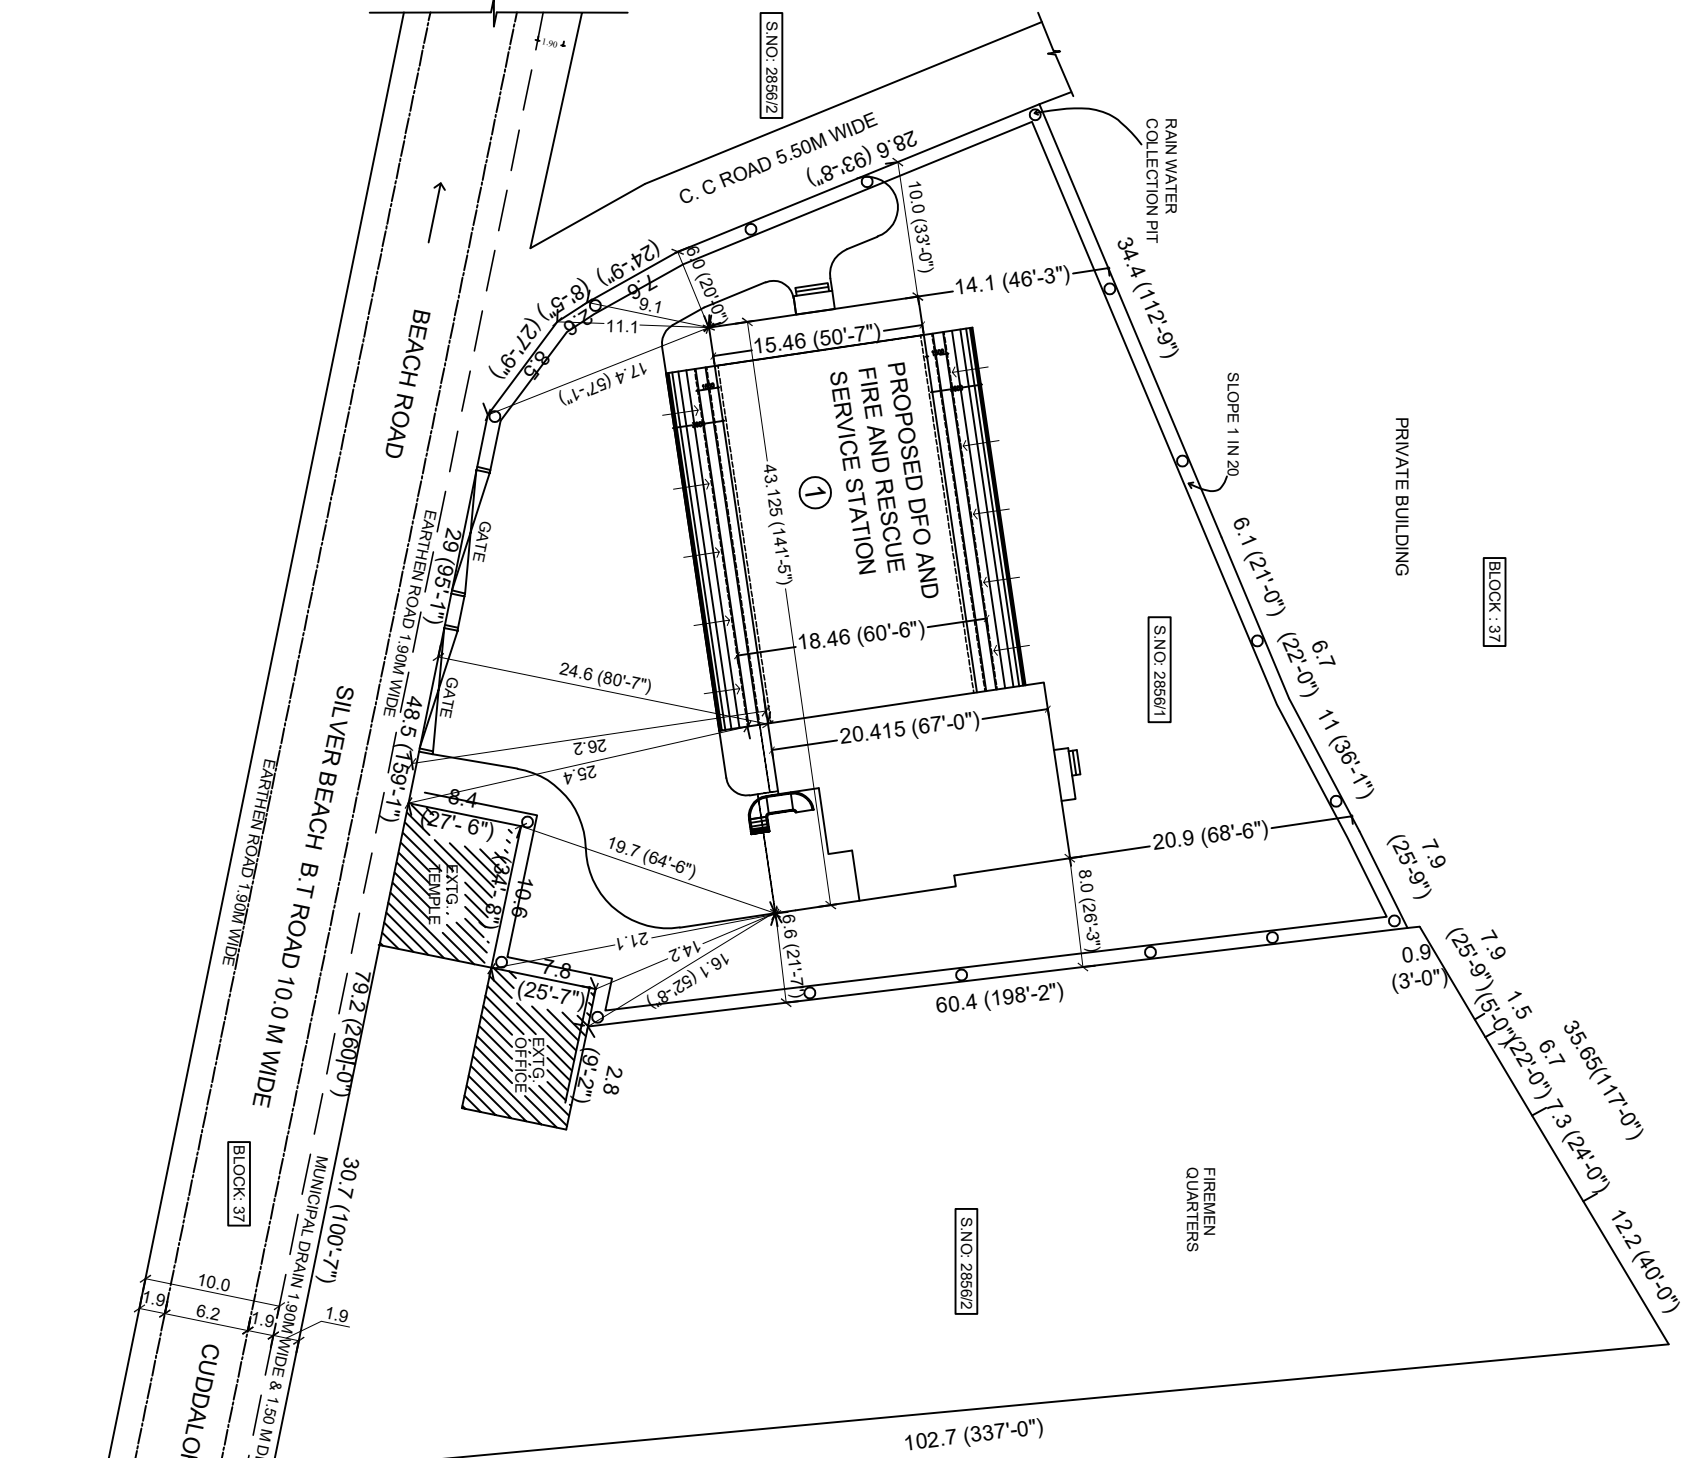 1.90
S.NO: 2856/2
C. C ROAD 5.50M WIDE
28.6 (93'-8")
RAIN WATER
COLLECTION PIT
10.0 (33'-0")
34.4 (112'-9")
14.1 (46'-3")
6.0 (20'-0")
7.6
(24'-9")
2.6
(8'-5")
8.5
(27'-9")
9.1
11.1
17.4 (57'-1")
15.46 (50'-7")
PROPOSED DFO AND
FIRE AND RESCUE
SERVICE STATION
1
43.125 (141'-5")
18.46 (60'-6")
20.415 (67'-0")
SLOPE 1 IN 20
PRIVATE BUILDING
BLOCK : 37
S.NO: 2856/1
6.1 (21'-0")
6.7
(22'-0")
11 (36'-1")
7.9
(25'-9")
20.9 (68'-6")
8.0 (26'-3")
BEACH ROAD
GATE
29 (95'-1")
EARTHEN ROAD 1.90M WIDE
GATE
48.5 (159'-1")
24.6 (80'-7")
26.2
25.4
19.7 (64'-6")
21.1
14.2
16.1 (52'-8")
6.6 (21'-7")
8.4
(27'- 6")
10.6
(34'- 8")
EXTG.
TEMPLE
7.8
(25'-7")
EXTG.
OFFICE
2.8
(9'-2")
60.4 (198'-2")
0.9
(3'-0")
7.9
(25'-9")
1.5
(5'-0")
6.7
(22'-0")
7.3 (24'-0")
35.65(117'-0")
12.2 (40'-0")
SILVER BEACH B.T ROAD 10.0 M WIDE
EARTHEN ROAD 1.90M WIDE
79.2 (260'-0")
30.7 (100'-7")
MUNICIPAL DRAIN 1.90M WIDE & 1.50 M D
BLOCK: 37
FIREMEN
QUARTERS
S.NO: 2856/2
10.0
1.9
6.2
1.9
1.9
CUDDALO
102.7 (337'-0")